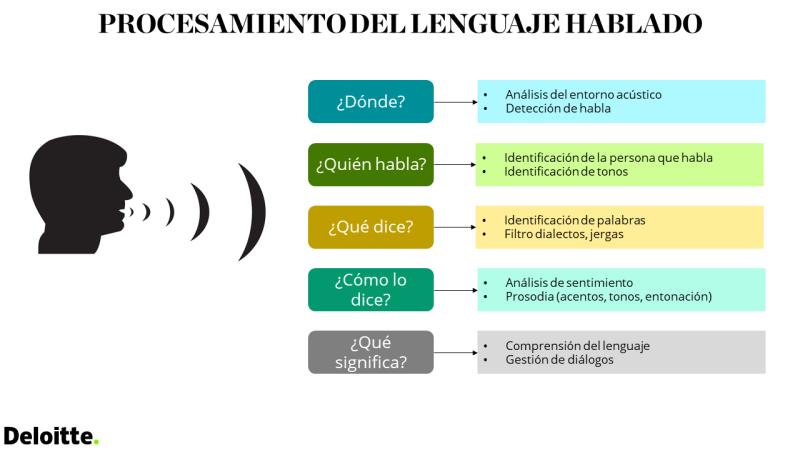 PROCESAMIENTO DEL LENGUAJE HABLADO
¿Dónde?
• Análisis del entorno acústico
• Detección de habla
¿Quién habla?
• Identificación de la persona que habla
• Identificación de tonos
¿Qué dice?
• Identificación de palabras
• Filtro dialectos, jergas
¿Cómo lo
dice?
• Análisis de sentimiento
• Prosodia (acentos, tonos, entonación)
¿Qué
significa?
• Comprensión del lenguaje
• Gestión de diálogos
Deloitte.